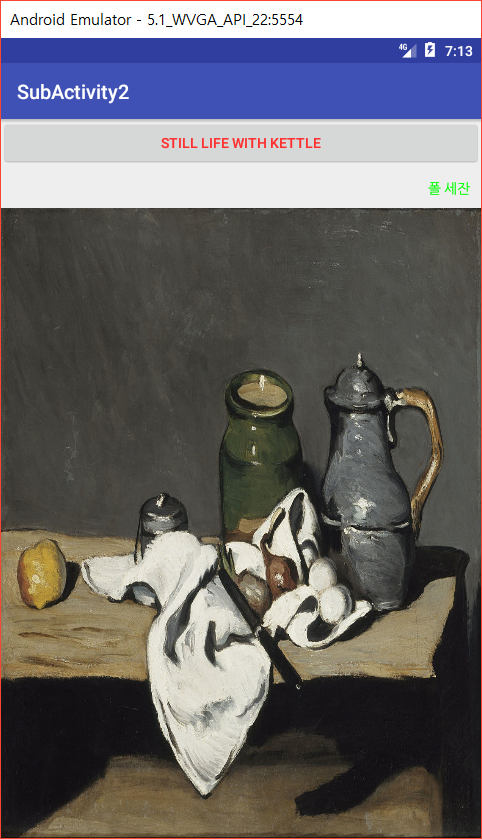 Android Emulator - 5.1_WVGA_API_22:5554
4G 7:13
SubActivity2
STILL LIFE WITH KETTLE
폴 세잔